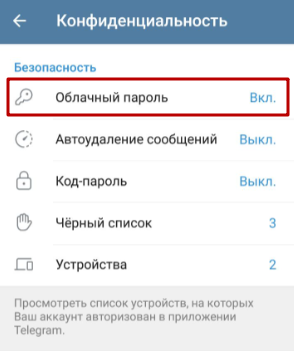 Конфиденциальность
Безопасность
Облачный пароль Вкл.
Автоудаление сообщений Выкл.
Код-пароль Выкл.
Чёрный список 3
Устройства 2
Просмотреть список устройств, на которых
Ваш аккаунт авторизован в приложении
Telegram.